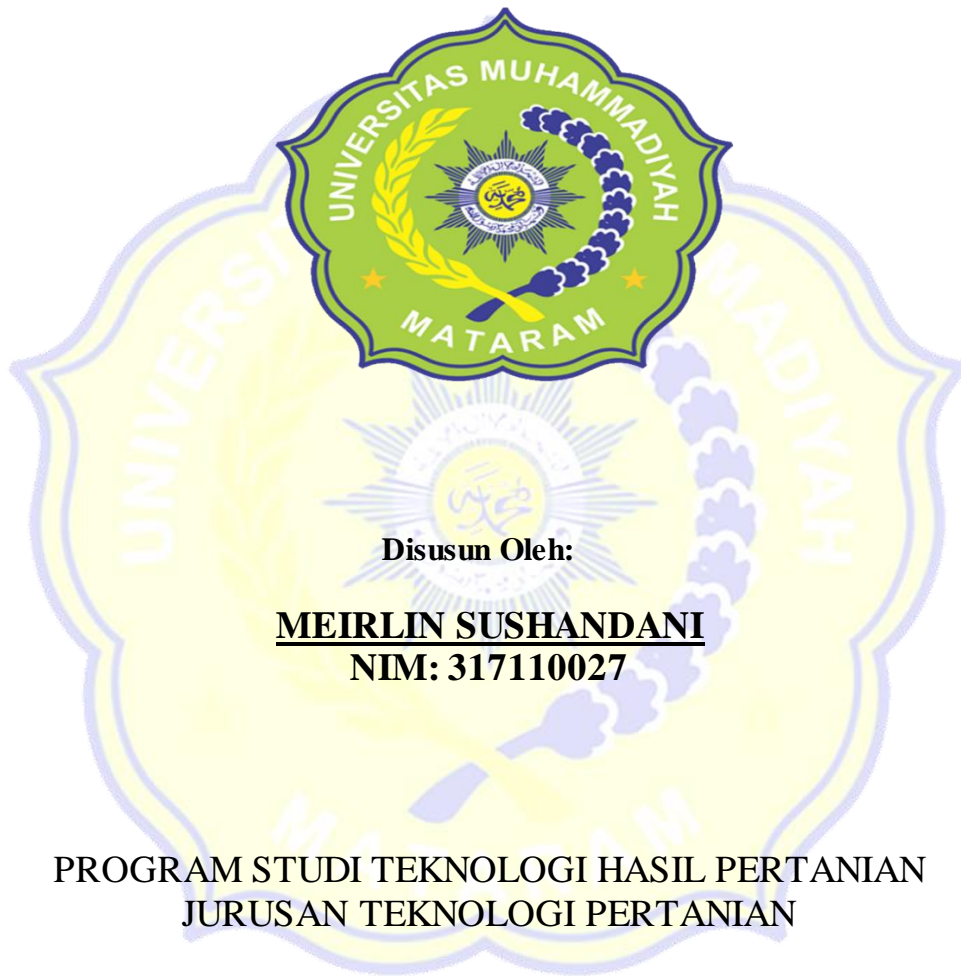 UNIVERSITAS MUHAMMADIYAH
MATARAM
Disusun Oleh:
MEIRLIN SUSHANDANI
NIM: 317110027
PROGRAM STUDI TEKNOLOGI HASIL PERTANIAN
JURUSAN TEKNOLOGI PERTANIAN